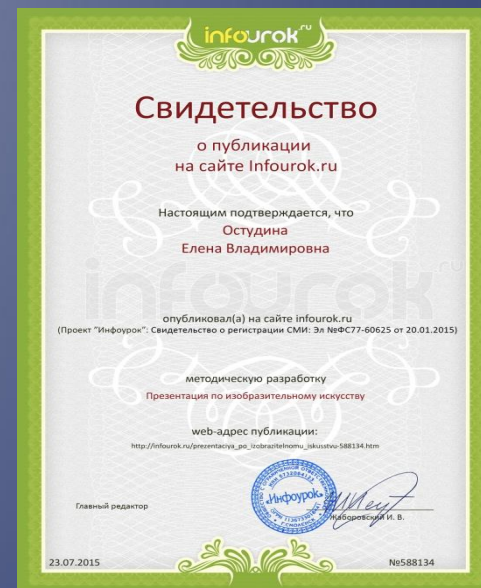 infourok.ru
Свидетельство
о публикации
на сайте Infourok.ru
Настоящим подтверждается, что
Остудина
Елена Владимировна
infourok.ru
опубликовал(а) на сайте infourok.ru
(Проект "Инфоурок": Свидетельство о регистрации СМИ: Эл №ФС77-60625 от 20.01.2015)
методическую разработку
Презентация по изобразительному искусству
web-адрес публикации:
http://infourok.ru/prezentaciya_po_izobrazitelnomu_iskusstvu-588134.htm
«Инфоурок»
Главный редактор
Жаборовский И. В.
23.07.2015
№588134